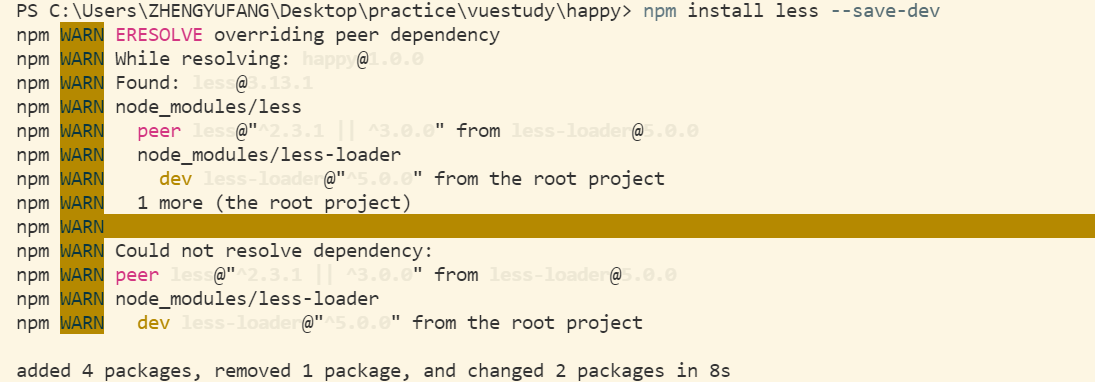 PS C:\Users\ZHENGYUFANG\Desktop\practice\vuestudy\happy> npm install less --save-dev
npm WARN ERESOLVE overriding peer dependency
npm WARN While resolving: happy@1.0.0
npm WARN Found: less@3.13.1
npm WARN node_modules/less
npm WARN   peer less@"^2.3.1 || ^3.0.0" from less-loader@5.0.0
npm WARN   node_modules/less-loader
npm WARN     dev less-loader@"^5.0.0" from the root project
npm WARN   1 more (the root project)
npm WARN
npm WARN Could not resolve dependency:
npm WARN peer less@"^2.3.1 || ^3.0.0" from less-loader@5.0.0
npm WARN node_modules/less-loader
npm WARN   dev less-loader@"^5.0.0" from the root project
added 4 packages, removed 1 package, and changed 2 packages in 8s